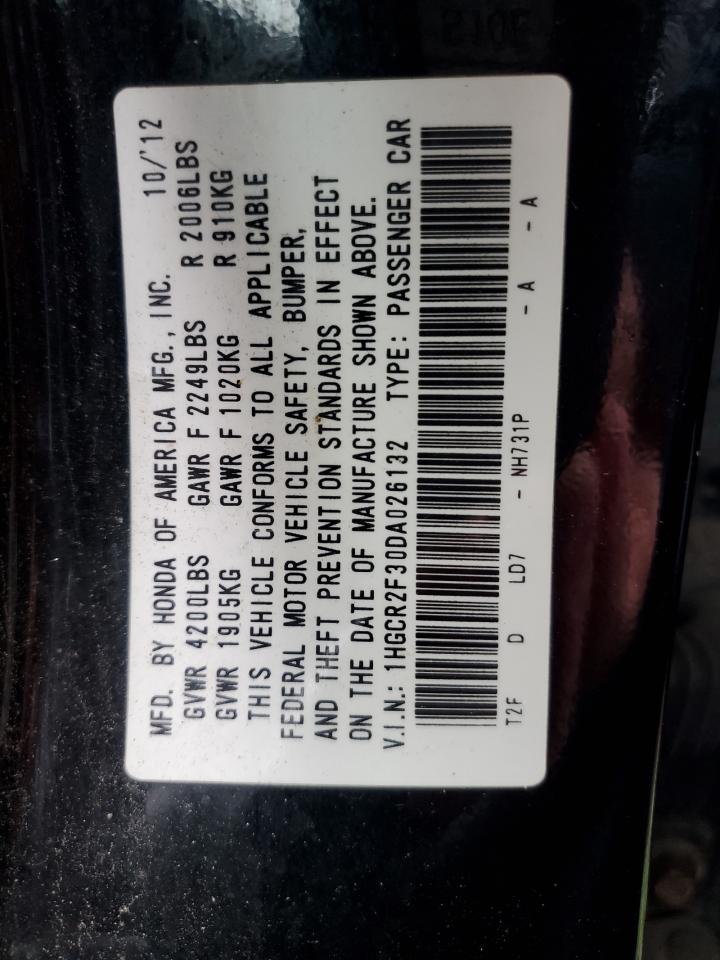 MFD. BY HONDA OF AMERICA MFG., INC. 10/'12
GVWR 4200LBS GAWR F 2249LBS R 2006LBS
GVWR 1905KG GAWR F 1020KG R 910KG
THIS VEHICLE CONFORMS TO ALL APPLICABLE
FEDERAL MOTOR VEHICLE SAFETY, BUMPER,
AND THEFT PREVENTION STANDARDS IN EFFECT
ON THE DATE OF MANUFACTURE SHOWN ABOVE.
V.I.N.: 1HGCR2F30DA026132 TYPE: PASSENGER CAR
T2F D LD7 - NH731P - A - A